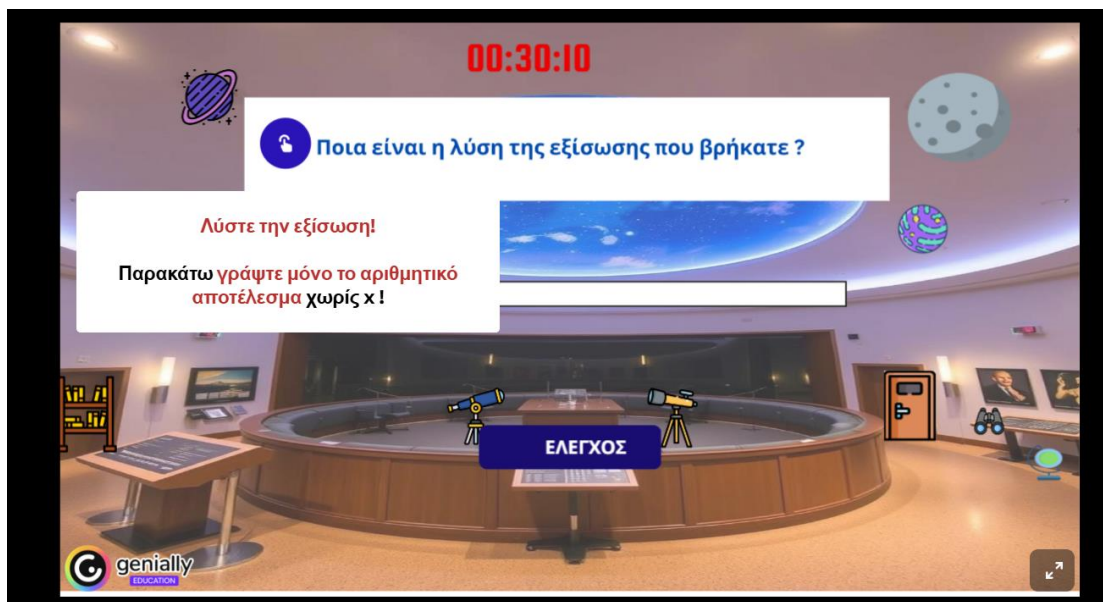 00:30:10
Ποια είναι η λύση της εξίσωσης που βρήκατε ?
Λύστε την εξίσωση!
Παρακάτω γράψτε μόνο το αριθμητικό
αποτέλεσμα χωρίς x !
ΕΛΕΓΧΟΣ
genially
EDUCATION